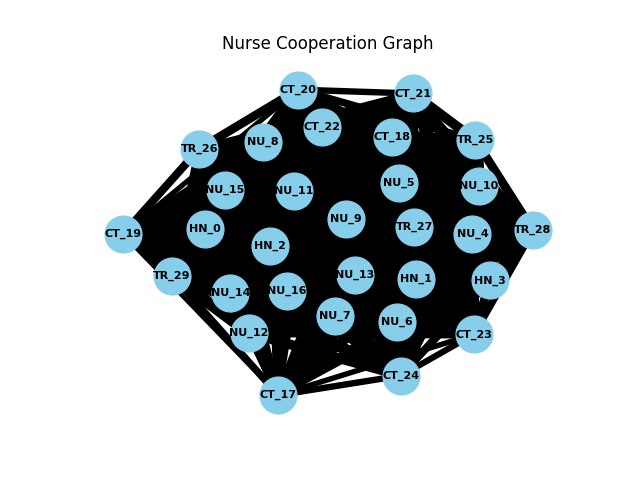 Nurse Cooperation Graph
CT_20
CT_21
CT_22
CT_18
TR_25
NU_8
TR_26
NU_5
NU_10
NU_15
NU_11
NU_9
TR_27
HN_0
TR_28
CT_19
NU_4
HN_2
TR_29
NU_13
HN_1
HN_3
NU_14
NU_16
NU_7
NU_6
NU_12
CT_23
CT_24
CT_17